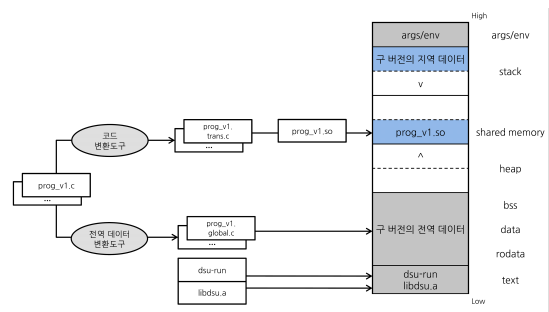 High
args/env
args/env
구 버전의 지역 데이터
stack
v
prog_v1.
trans.c
...
prog_v1.so
prog_v1.so
shared memory
코드
변환도구
^
heap
prog_v1.c
...
bss
prog_v1.
global.c
...
구 버전의 전역 데이터
data
전역 데이터
변환도구
rodata
dsu-run
libdsu.a
dsu-run
libdsu.a
text
Low